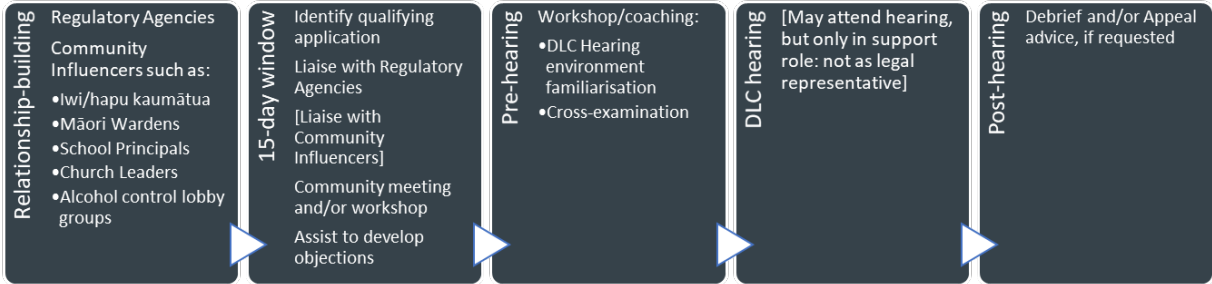 Relationship-building
Regulatory Agencies
Community
Influencers such as:
•Iwi/hapu kaumātua
•Māori Wardens
•School Principals
•Church Leaders
•Alcohol control lobby
groups
15-day window
Identify qualifying
application
Liaise with Regulatory
Agencies
[Liaise with
Community
Influencers]
Community meeting
and/or workshop
Assist to develop
objections
Pre-hearing
Workshop/coaching:
•DLC Hearing
environment
familiarisation
•Cross-examination
DLC hearing
[May attend hearing,
but only in support
role: not as legal
representative]
Post-hearing
Debrief and/or Appeal
advice, if requested